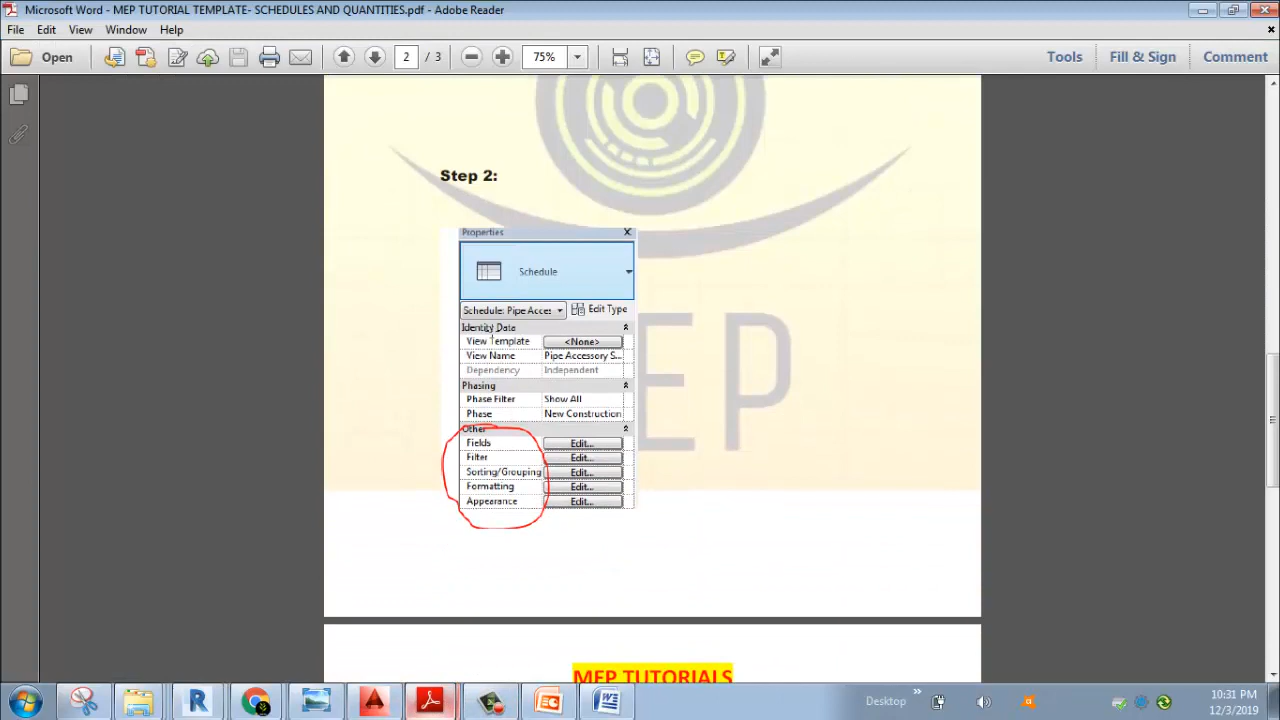 Microsoft Word - MEP TUTORIAL TEMPLATE- SCHEDULES AND QUANTITIES.pdf - Adobe Reader
File Edit View Window Help
Open 2 / 3 75% Tools Fill & Sign Comment
Step 2:
Properties
Schedule
Schedule: Pipe Acces Edit Type
Identity Data
View Template <None>
View Name Pipe Accessory S...
Dependency Independent
Phasing
Phase Filter Show All
Phase New Construction
Other
Fields Edit...
Filter Edit...
Sorting/Grouping Edit...
Formatting Edit...
Appearance Edit...
EP
MEP TUTORIALS
Desktop
10:31 PM
12/3/2019